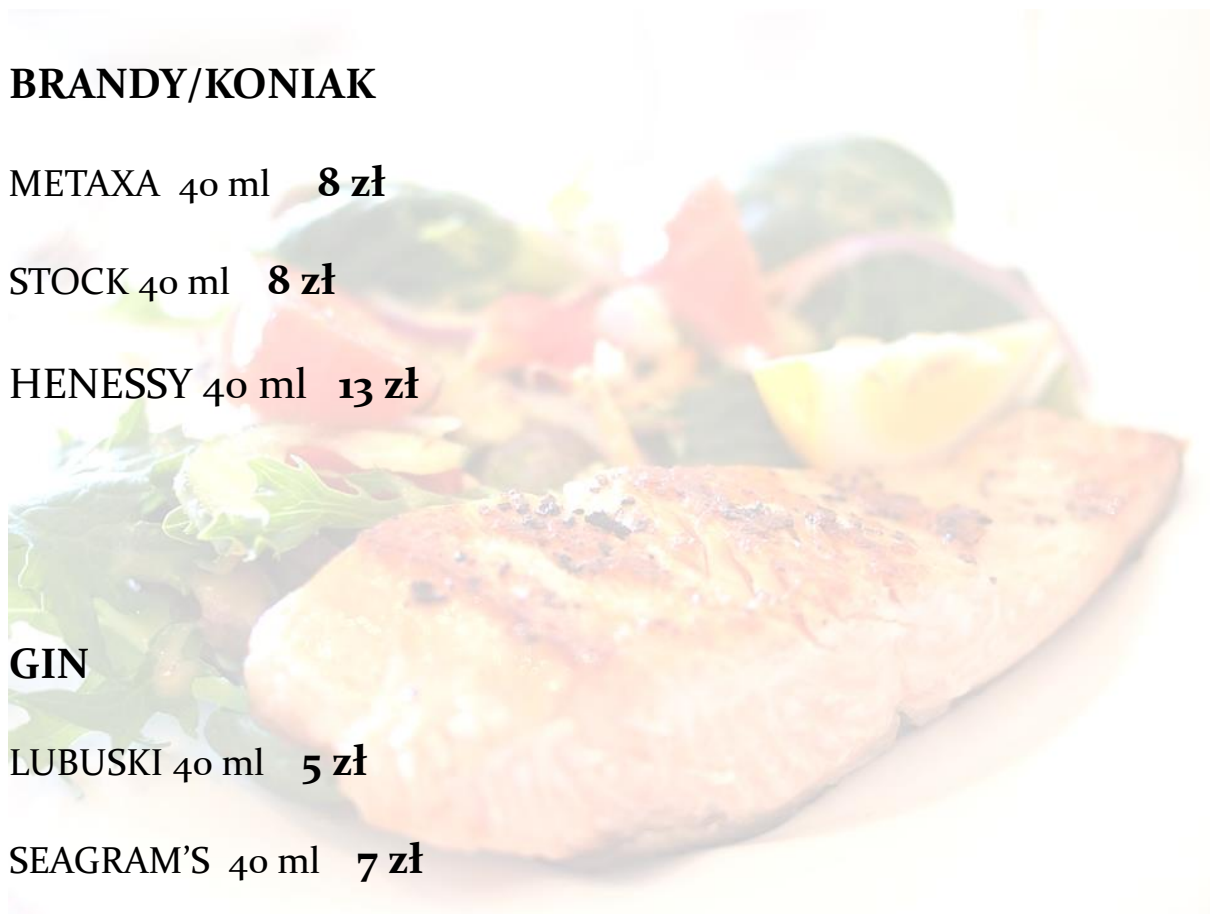 BRANDY/KONIAK
METAXA 40 ml 8 zł
STOCK 40 ml 8 zł
HENESSY 40 ml 13 zł
GIN
LUBUSKI 40 ml 5 zł
SEAGRAM’S 40 ml 7 zł